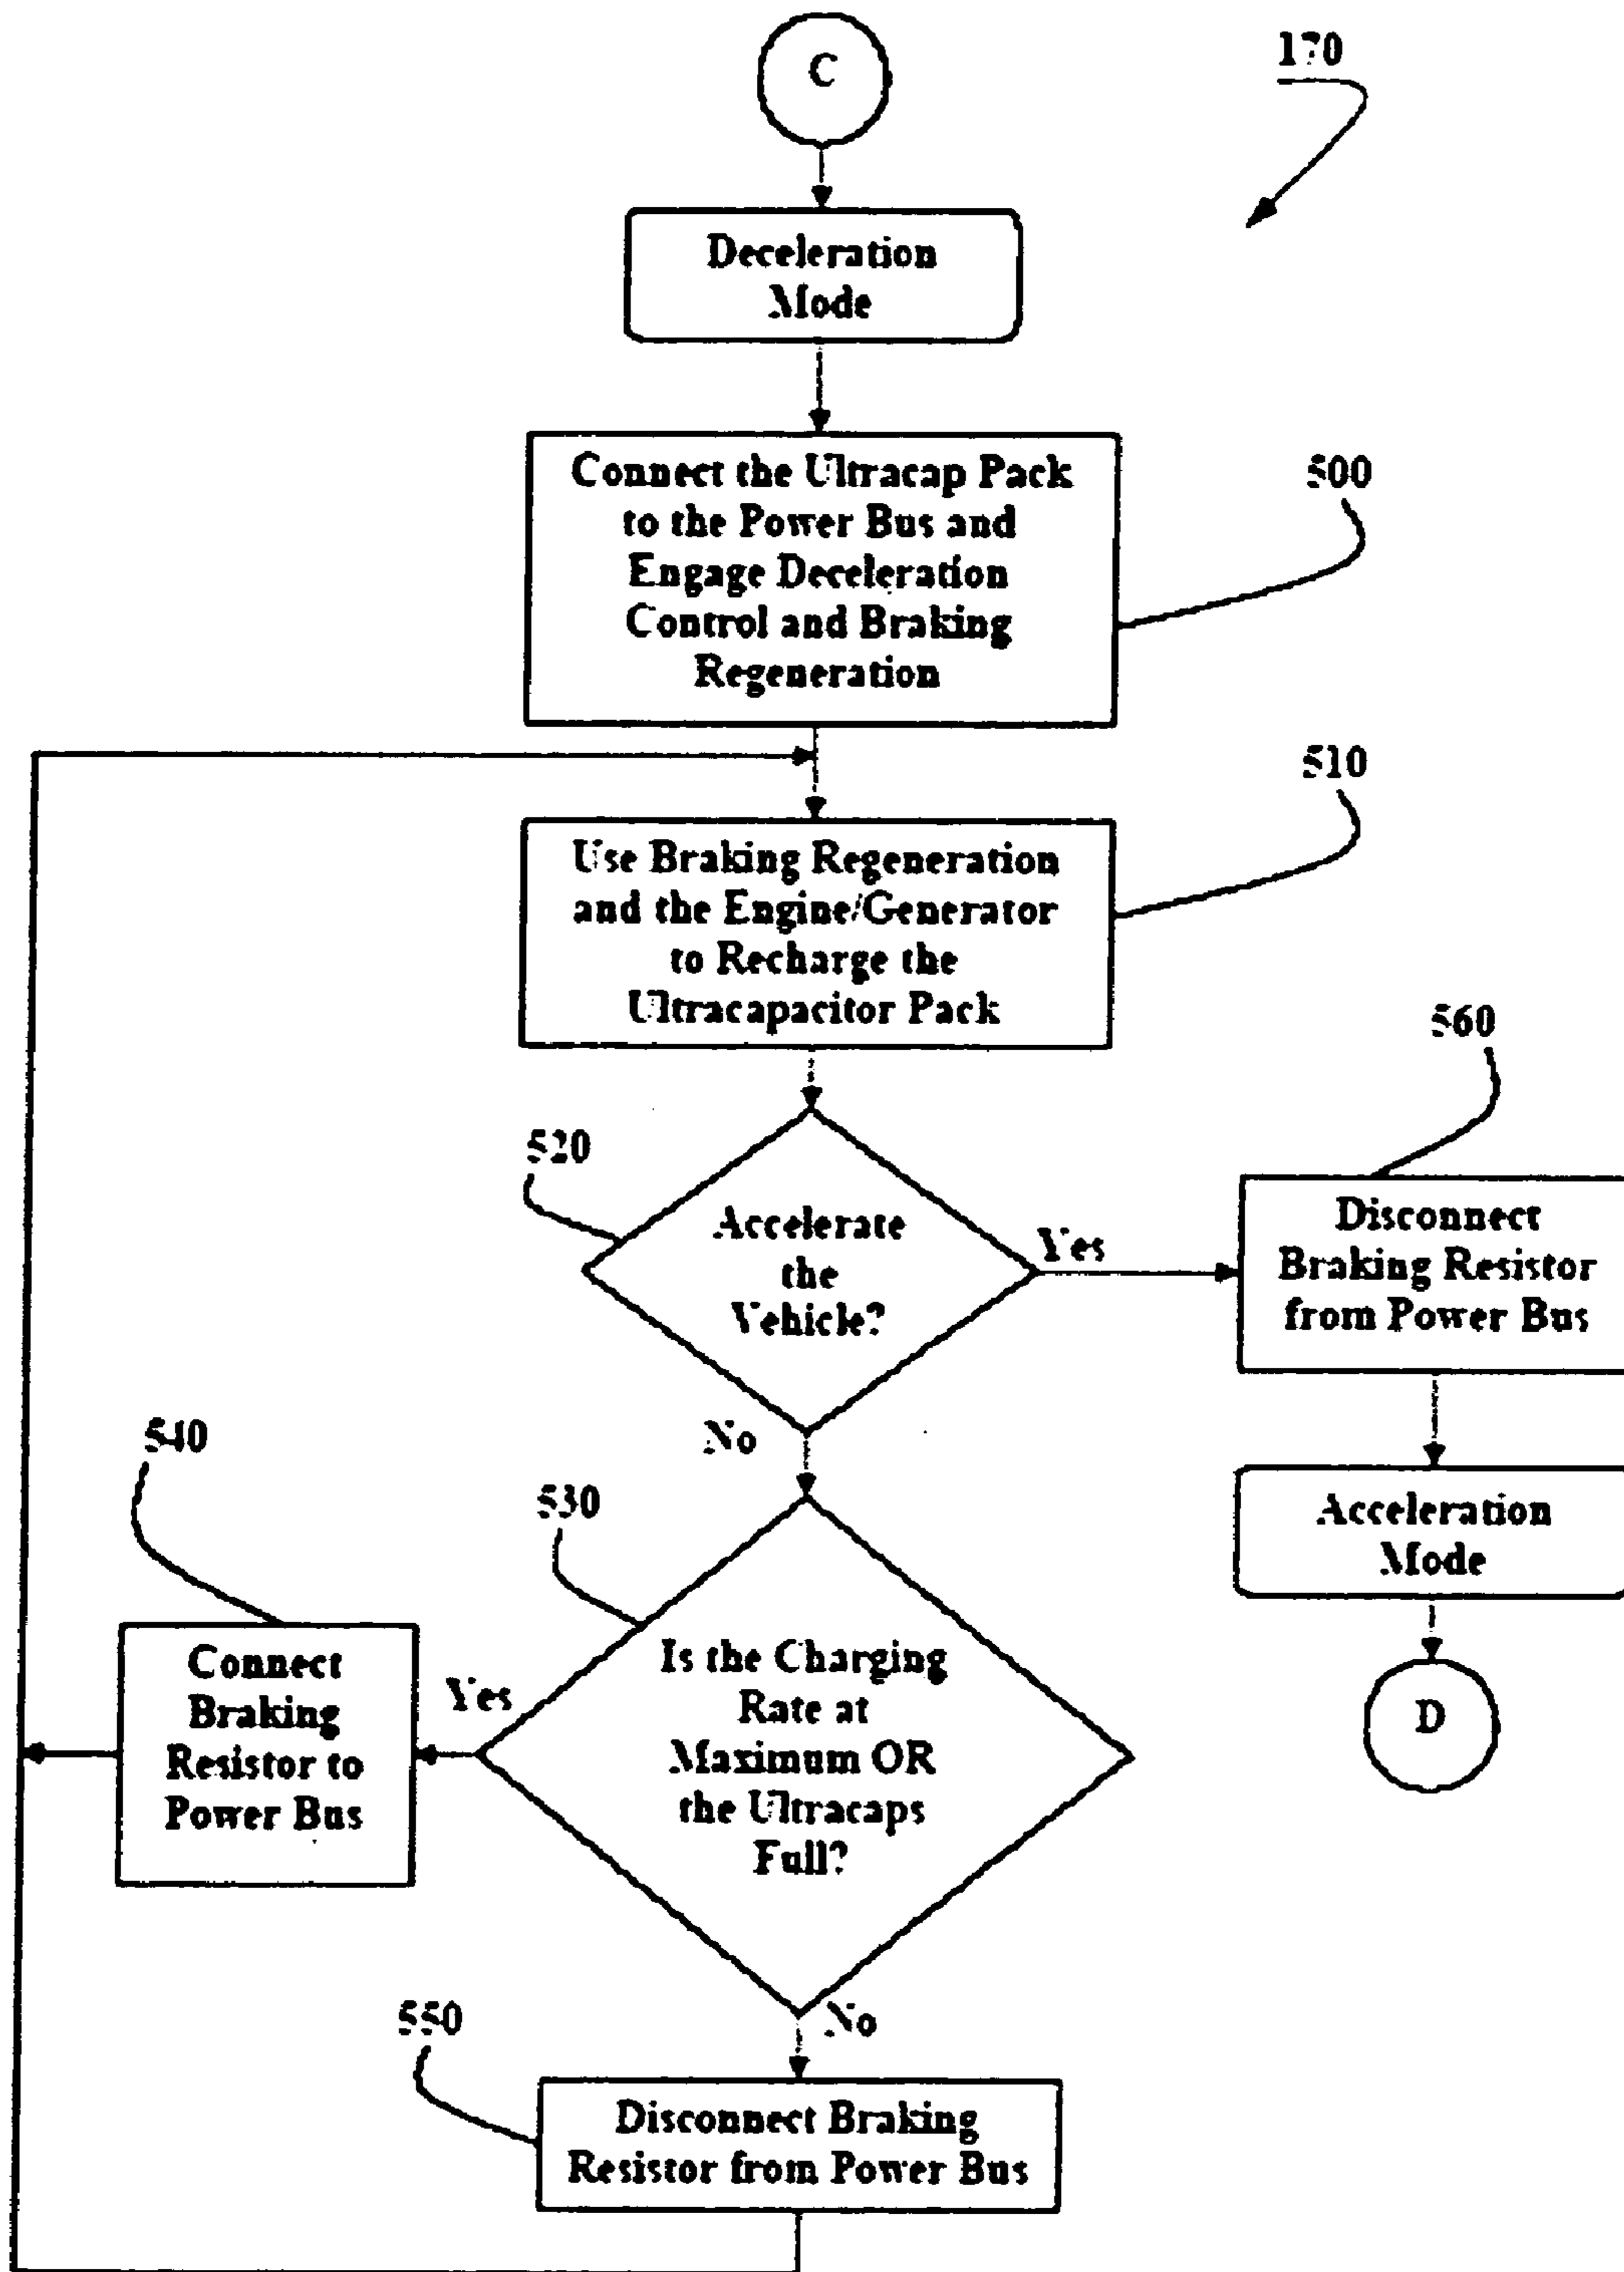 C
170
Deceleration
Mode
Connect the Ultracap Pack
to the Power Bus and
Engage Deceleration
Control and Braking
Regeneration
500
Use Braking Regeneration
and the Engine/Generator
to Recharge the
Ultracapacitor Pack
510
520
Accelerate
the
Vehicle?
Yes
560
Disconnect
Braking Resistor
from Power Bus
No
Acceleration
Mode
D
530
Is the Charging
Rate at
Maximum OR
the Ultracaps
Full?
Yes
540
Connect
Braking
Resistor to
Power Bus
No
550
Disconnect Braking
Resistor from Power Bus